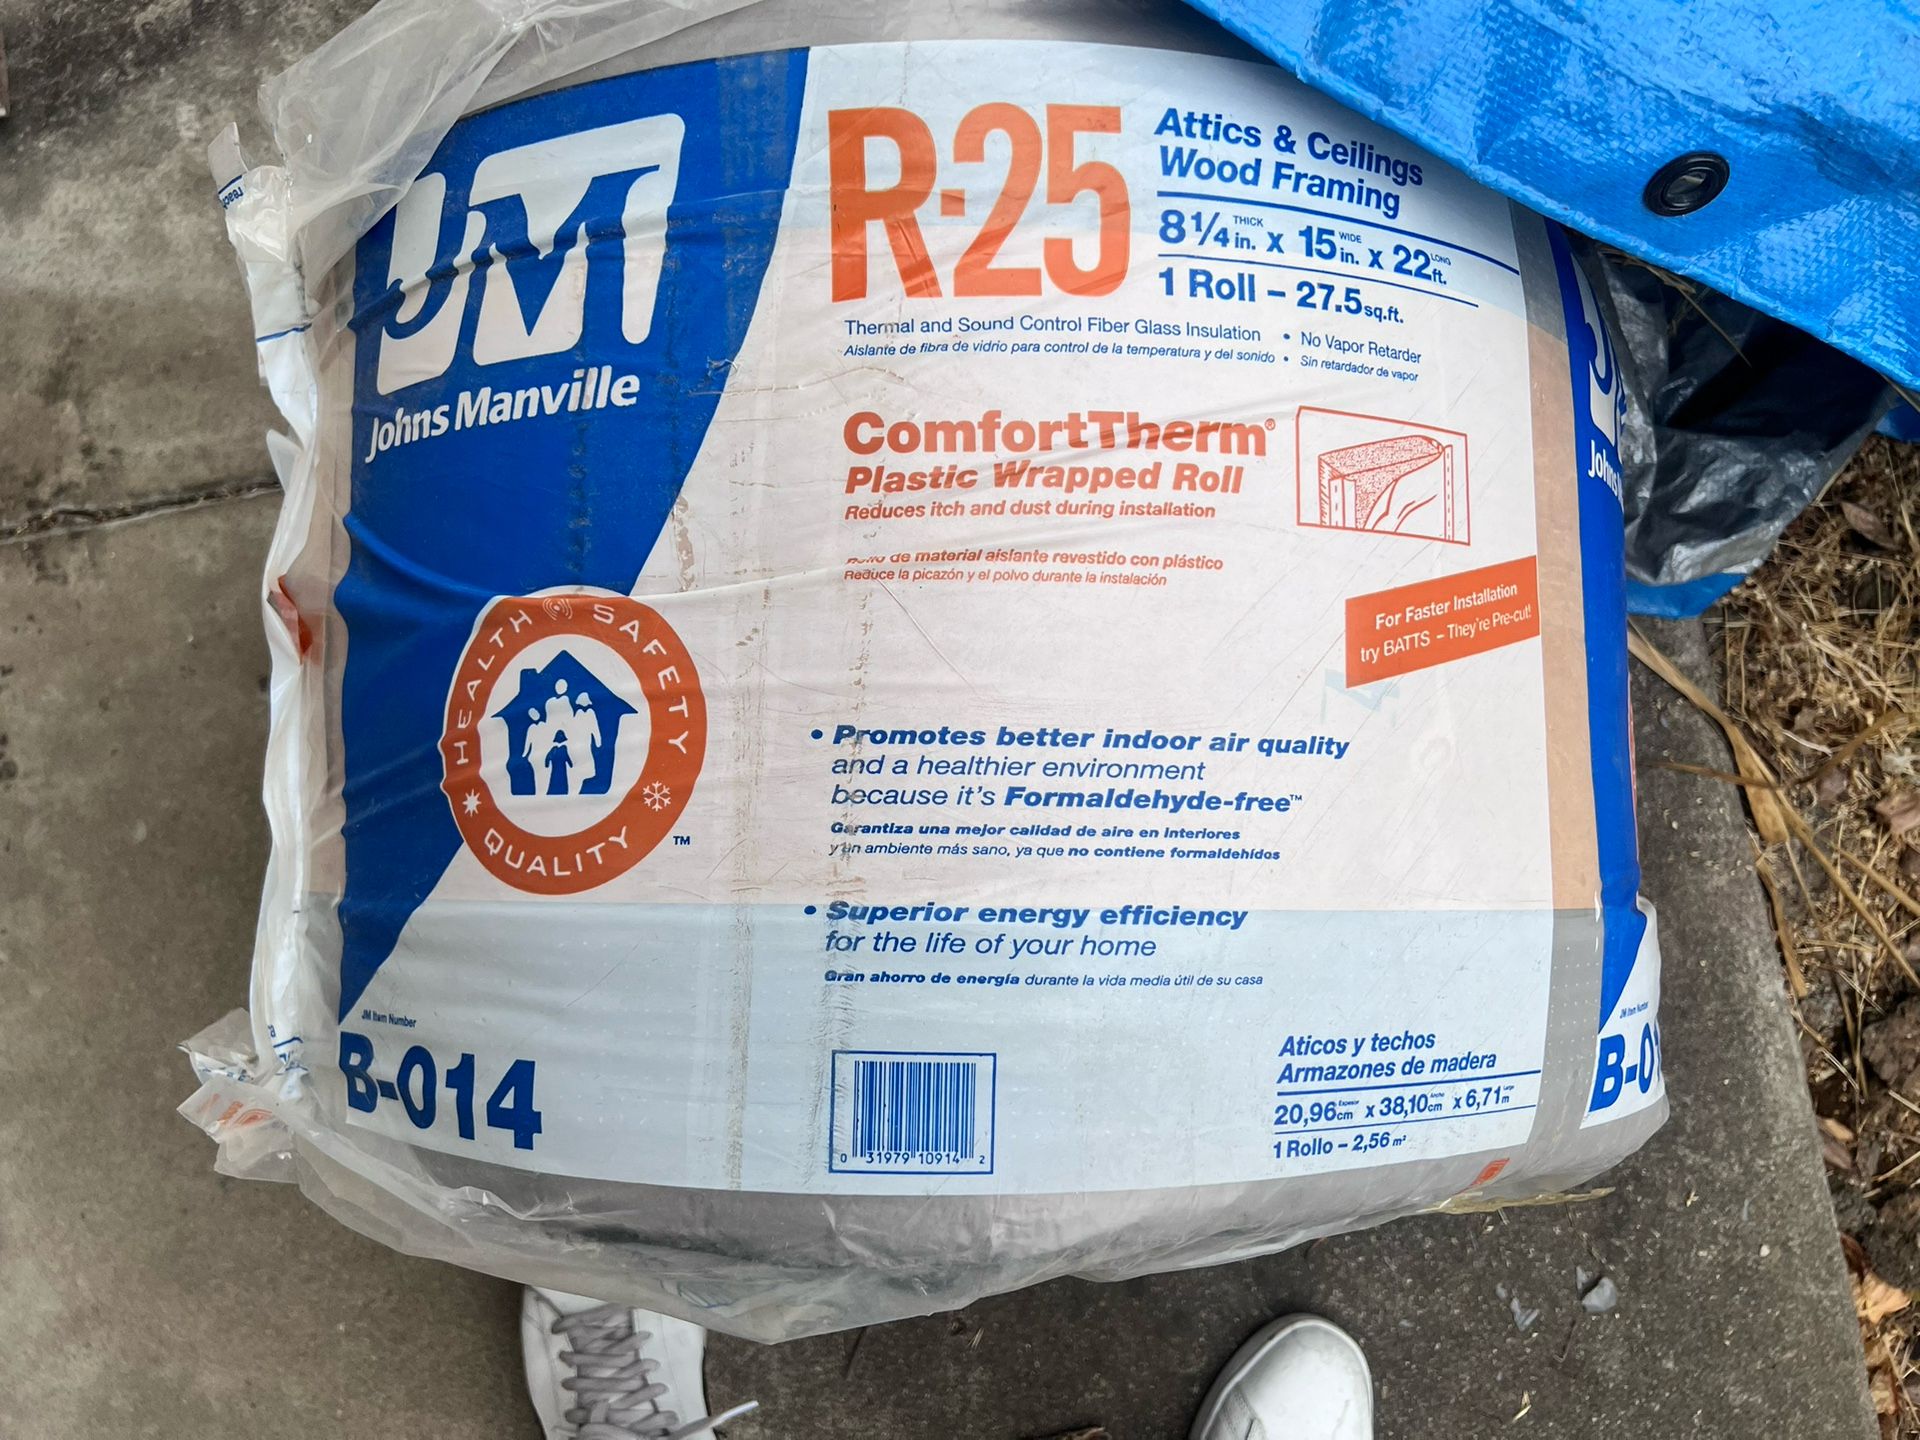 JM
Johns Manville
R-25
Attics & Ceilings
Wood Framing
8 1/4 in. THICK x 15 in. WIDE x 22 ft. LONG
1 Roll – 27.5 sq.ft.
Thermal and Sound Control Fiber Glass Insulation • No Vapor Retarder
Aislante de fibra de vidrio para control de la temperatura y del sonido • Sin retardador de vapor
ComfortTherm®
Plastic Wrapped Roll
Reduces itch and dust during installation
de material aislante revestido con plástico
Reduce la picazón y el polvo durante la instalación
For Faster Installation
try BATTS – They're Pre-cut!
HEALTH SAFETY QUALITY ™
• Promotes better indoor air quality
and a healthier environment
because it's Formaldehyde-free™
Garantiza una mejor calidad de aire en interiores
y un ambiente más sano, ya que no contiene formaldehídos
• Superior energy efficiency
for the life of your home
Gran ahorro de energía durante la vida media útil de su casa
JM Item Number
B-014
0 31979 10914 2
Aticos y techos
Armazones de madera
20,96 cm Espesor x 38,10 cm Ancho x 6,71 m Largo
1 Rollo – 2,56 m²
JM Item Number
B-01